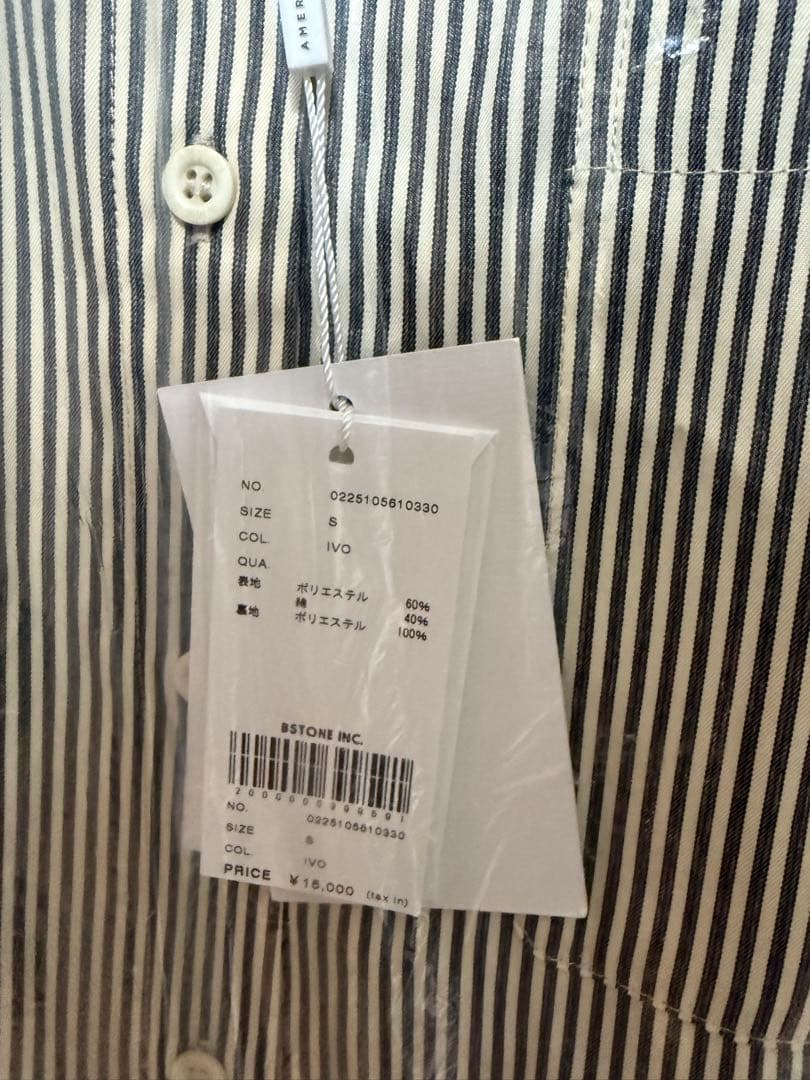 AMER
NO. 0225105610330
SIZE S
COL. IVO
QUA.
表地 ポリエステル 60%
綿 40%
裏地 ポリエステル 100%
BSTONE INC.
NO. 0225105610330
SIZE S
COL. IVO
PRICE ¥15,000 (tax in)